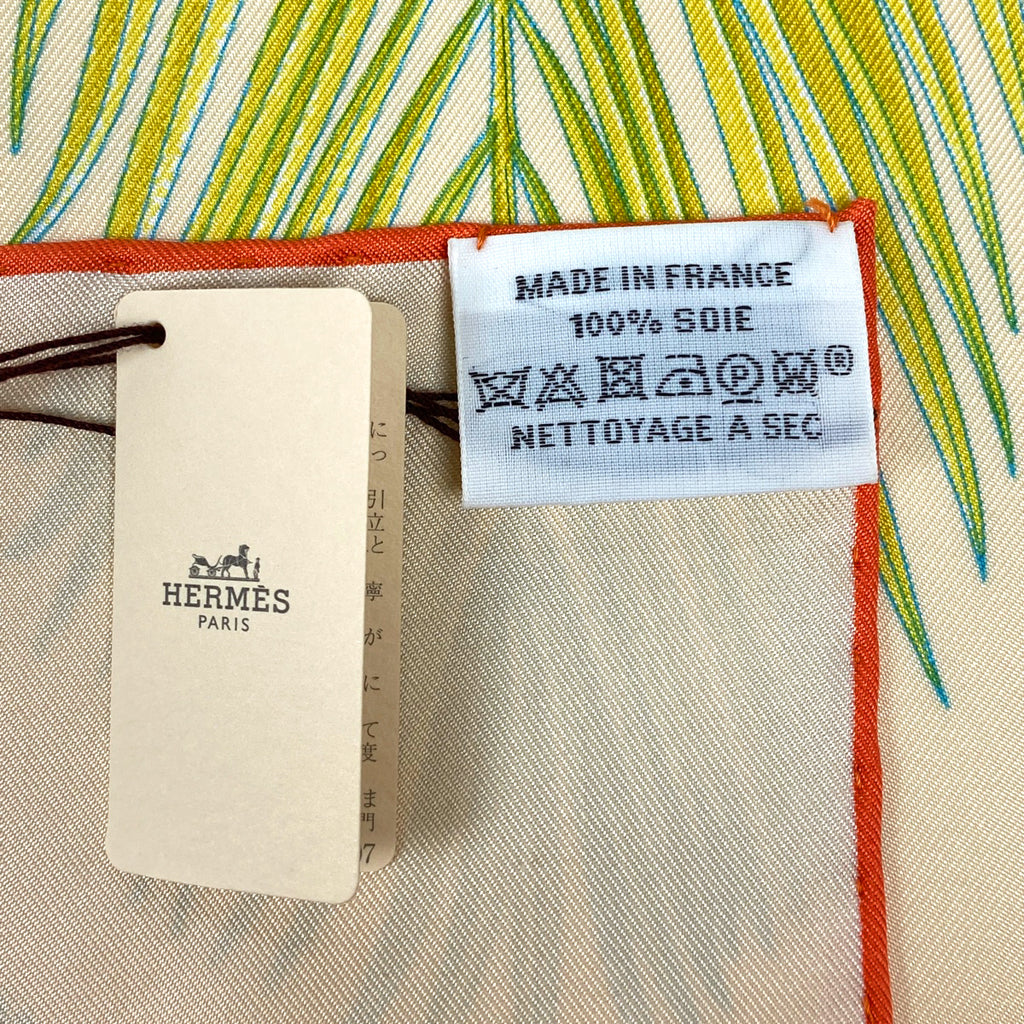 HERMÈS
PARIS
MADE IN FRANCE
100% SOIE
®
NETTOYAGE A SEC
にっ
引立と
寧
が
に
て度
ま門
7